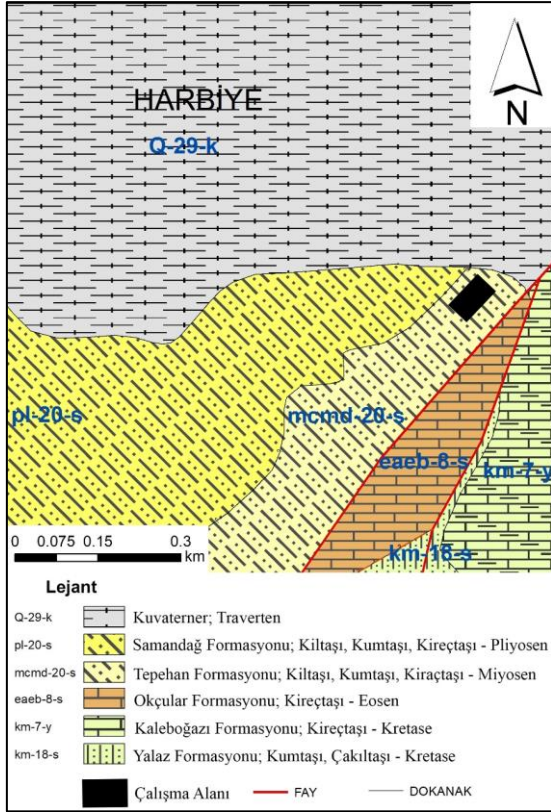 N
HARBİYE
Q-29-k
pl-20-s
mcmd-20-s
eaeb-8-s
km-7-y
km-18-s
0 0.075 0.15 0.3
km
Lejant
Q-29-k Kuvaterner; Traverten
pl-20-s Samandağ Formasyonu; Kiltaşı, Kumtaşı, Kireçtaşı - Pliyosen
mcmd-20-s Tepehan Formasyonu; Kiltaşı, Kumtaşı, Kiraçtaşı - Miyosen
eaeb-8-s Okçular Formasyonu; Kireçtaşı - Eosen
km-7-y Kaleboğazı Formasyonu; Kireçtaşı - Kretase
km-18-s Yalaz Formasyonu; Kumtaşı, Çakıltaşı - Kretase
Çalışma Alanı FAY DOKANAK